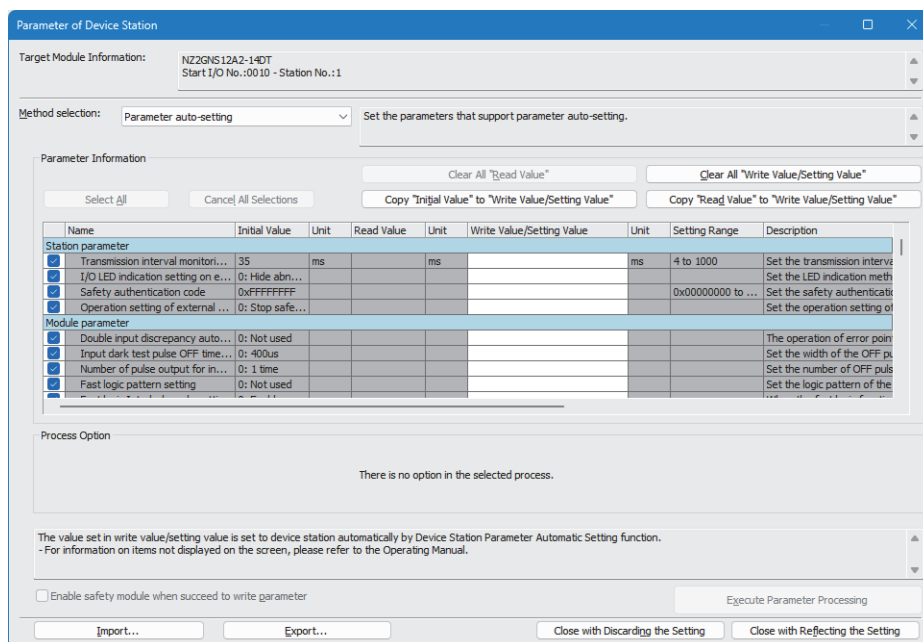 Parameter of Device Station
Target Module Information:
NZ2GNS12A2-14DT
Start I/O No.:0010 - Station No.:1
Method selection:
Parameter auto-setting
Set the parameters that support parameter auto-setting.
Parameter Information
Clear All "Read Value"
Clear All "Write Value/Setting Value"
Select All
Cancel All Selections
Copy "Initial Value" to "Write Value/Setting Value"
Copy "Read Value" to "Write Value/Setting Value"
Name Initial Value Unit Read Value Unit Write Value/Setting Value Unit Setting Range Description
Station parameter
Transmission interval monitori... 35 ms ms ms 4 to 1000 Set the transmission interva
I/O LED indication setting on e... 0: Hide abn... Set the LED indication meth
Safety authentication code 0xFFFFFFFF 0x00000000 to ... Set the safety authenticatio
Operation setting of external ... 0: Stop safe... Set the operation setting of
Module parameter
Double input discrepancy auto... 0: Not used The operation of error point
Input dark test pulse OFF time... 0: 400us Set the width of the OFF pu
Number of pulse output for in... 0: 1 time Set the number of OFF puls
Fast logic pattern setting 0: Not used Set the logic pattern of the
Process Option
There is no option in the selected process.
The value set in write value/setting value is set to device station automatically by Device Station Parameter Automatic Setting function.
- For information on items not displayed on the screen, please refer to the Operating Manual.
Enable safety module when succeed to write parameter
Execute Parameter Processing
Import...
Export...
Close with Discarding the Setting
Close with Reflecting the Setting